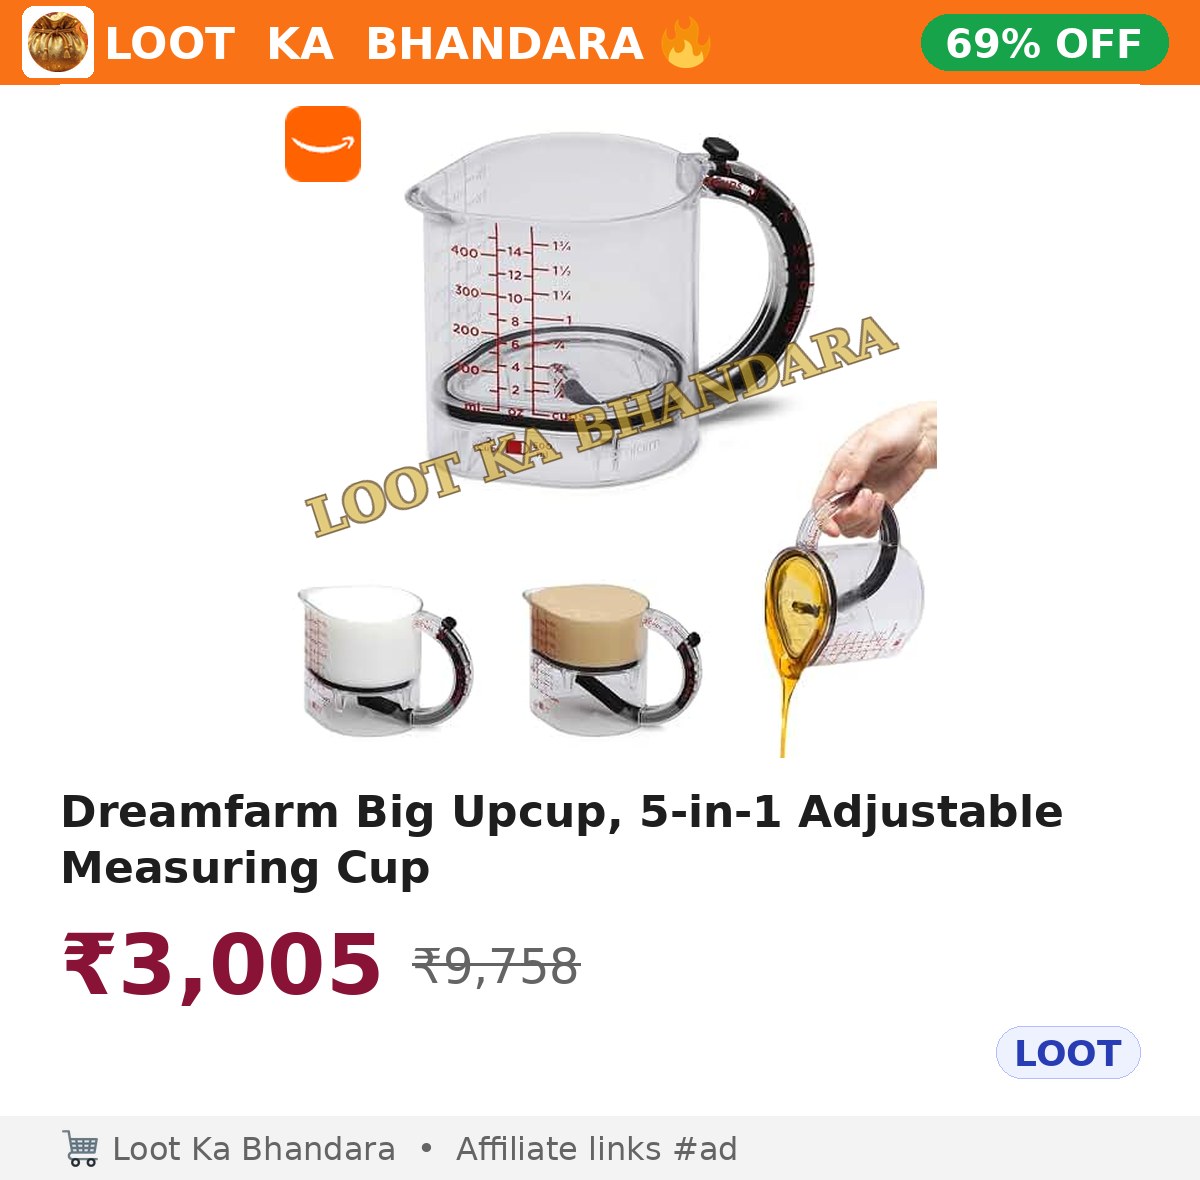 LOOT KA BHANDARA 🔥
69% OFF
400 14 1¾
12 1½
300 10 1¼
8 1
200
6
4
2
ml oz cup
LOOT KA BHANDARA
Dreamfarm Big Upcup, 5-in-1 Adjustable
Measuring Cup
₹3,005 ₹9,758
LOOT
🛒 Loot Ka Bhandara • Affiliate links #ad